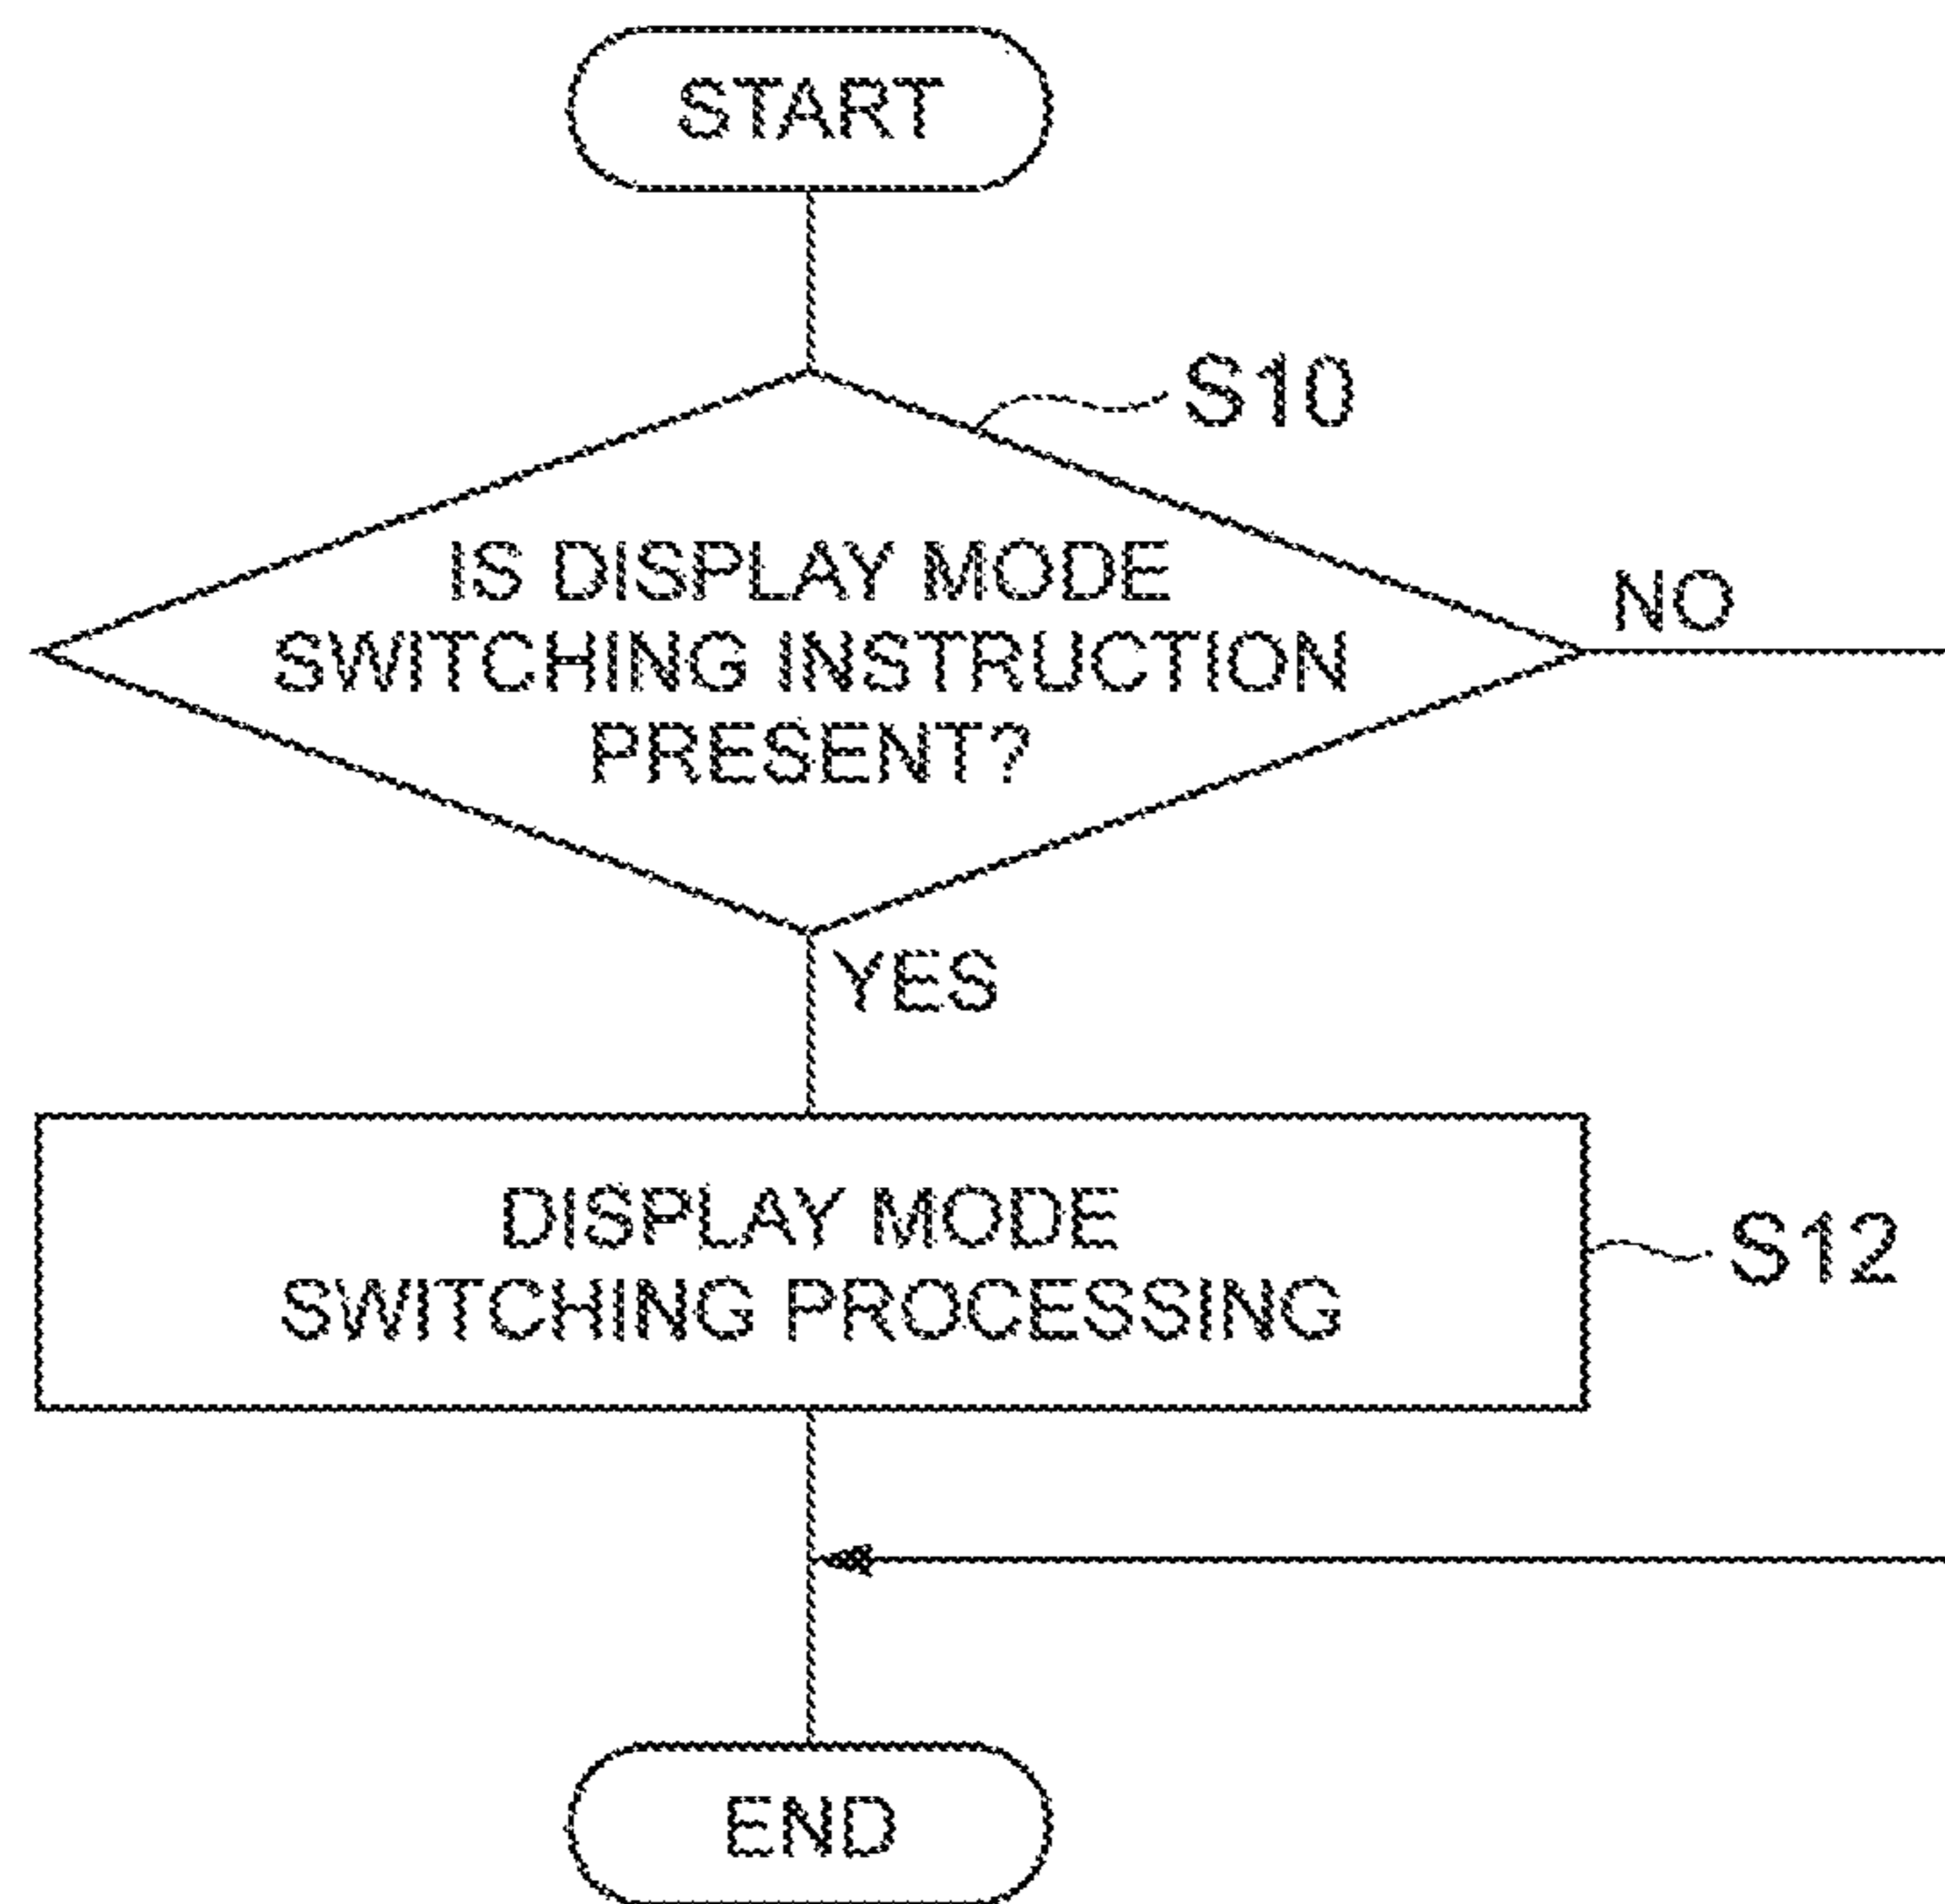 START
S10
IS DISPLAY MODE
SWITCHING INSTRUCTION
PRESENT?
NO
YES
DISPLAY MODE
SWITCHING PROCESSING
S12
END